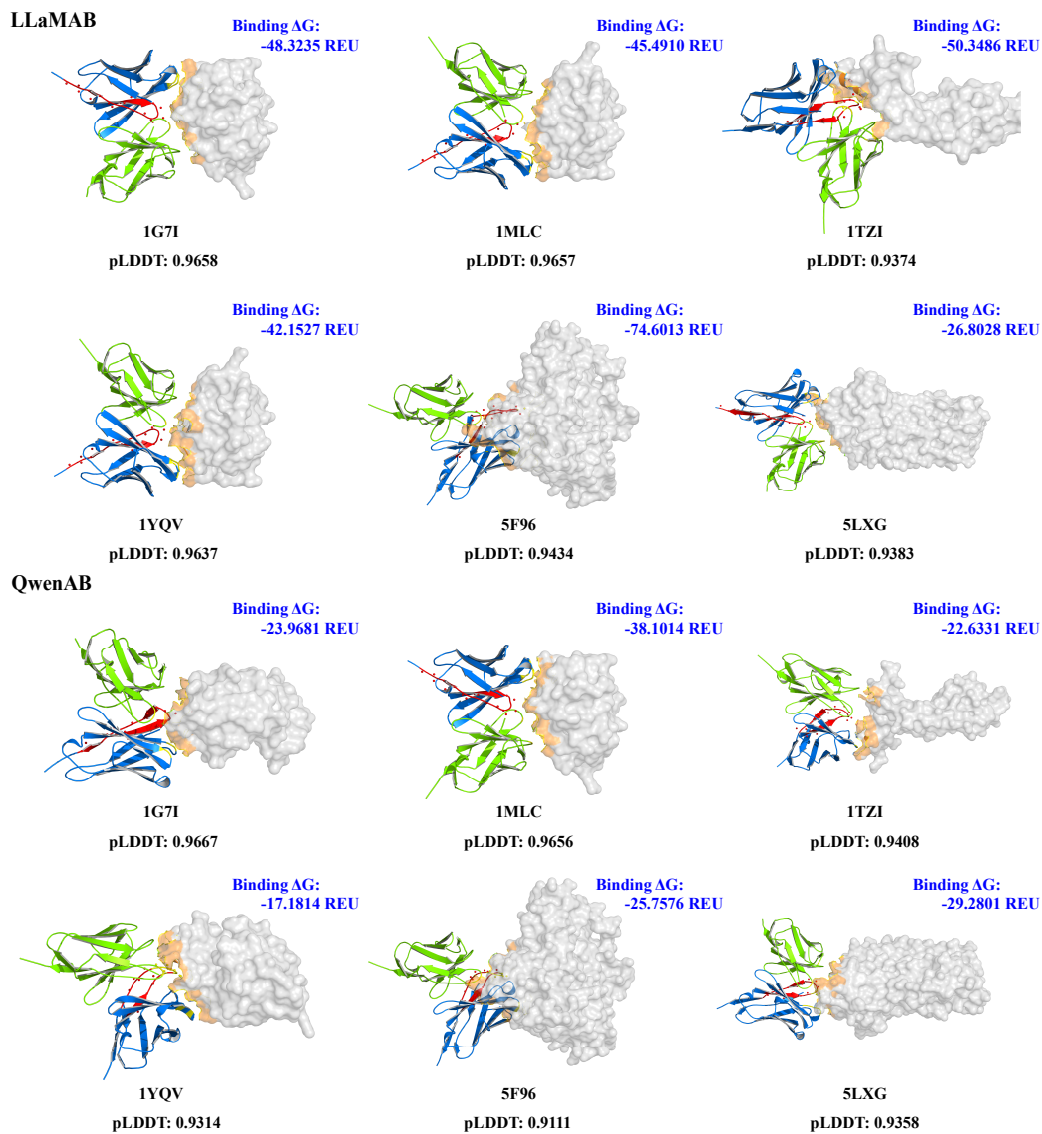 LLaMAB
Binding ΔG:
-48.3235 REU
Binding ΔG:
-45.4910 REU
Binding ΔG:
-50.3486 REU
1G7I
1MLC
1TZI
pLDDT: 0.9658
pLDDT: 0.9657
pLDDT: 0.9374
Binding ΔG:
-42.1527 REU
Binding ΔG:
-74.6013 REU
Binding ΔG:
-26.8028 REU
1YQV
5F96
5LXG
pLDDT: 0.9637
pLDDT: 0.9434
pLDDT: 0.9383
QwenAB
Binding ΔG:
-23.9681 REU
Binding ΔG:
-38.1014 REU
Binding ΔG:
-22.6331 REU
1G7I
1MLC
1TZI
pLDDT: 0.9667
pLDDT: 0.9656
pLDDT: 0.9408
Binding ΔG:
-17.1814 REU
Binding ΔG:
-25.7576 REU
Binding ΔG:
-29.2801 REU
1YQV
5F96
5LXG
pLDDT: 0.9314
pLDDT: 0.9111
pLDDT: 0.9358